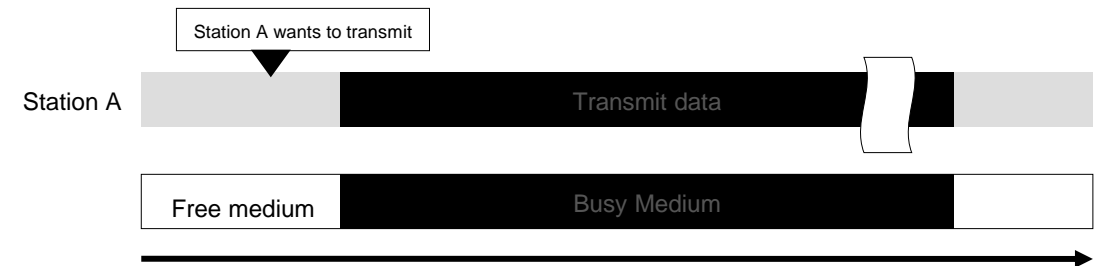 Station A wants to transmit
Station A
Transmit data
Free medium
Busy Medium